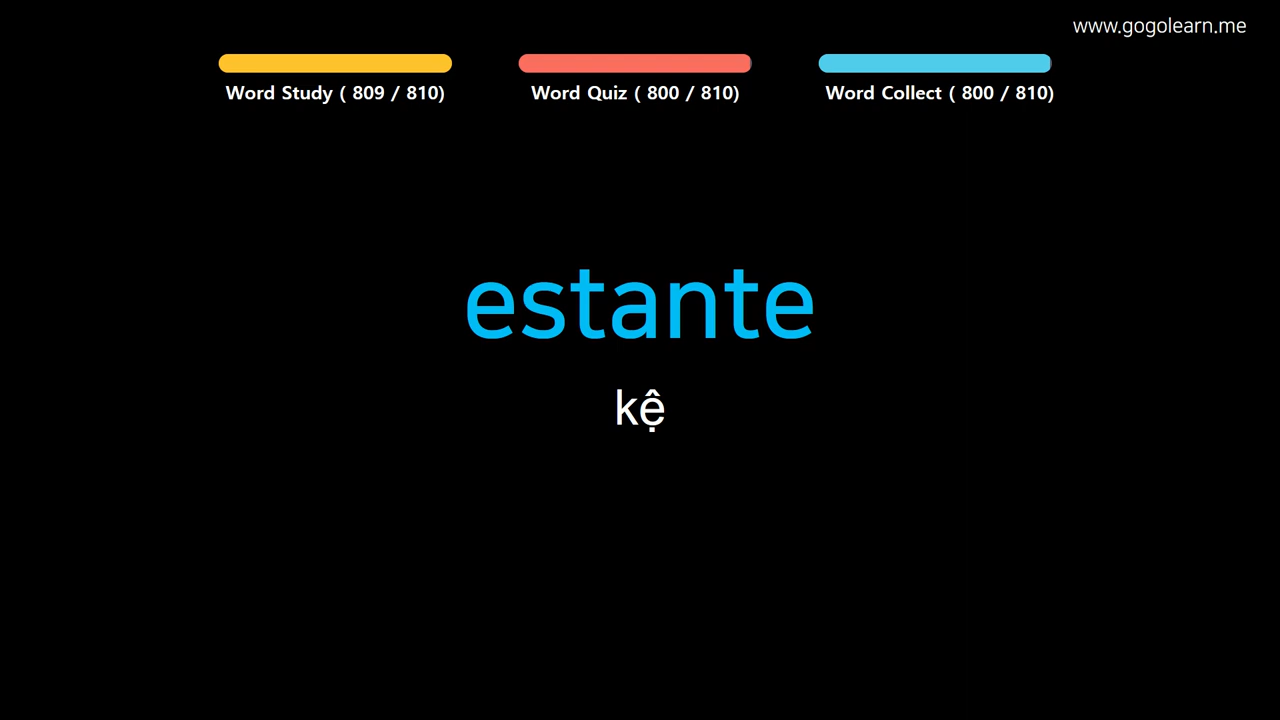 www.gogolearn.me
Word Study ( 809 / 810)
Word Quiz ( 800 / 810)
Word Collect ( 800 / 810)
estante
kệ